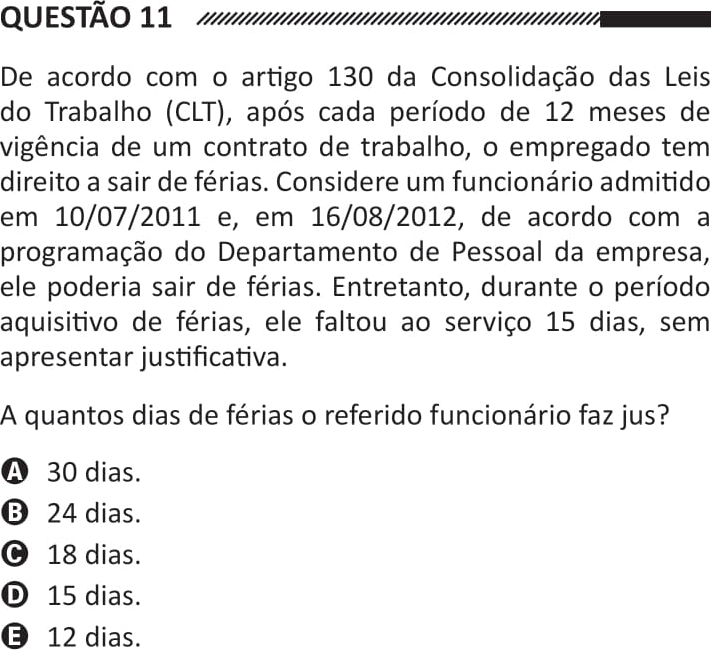 QUESTÃO 11
De acordo com o artigo 130 da Consolidação das Leis
do Trabalho (CLT), após cada período de 12 meses de
vigência de um contrato de trabalho, o empregado tem
direito a sair de férias. Considere um funcionário admitido
em 10/07/2011 e, em 16/08/2012, de acordo com a
programação do Departamento de Pessoal da empresa,
ele poderia sair de férias. Entretanto, durante o período
aquisitivo de férias, ele faltou ao serviço 15 dias, sem
apresentar justificativa.
A quantos dias de férias o referido funcionário faz jus?
A 30 dias.
B 24 dias.
C 18 dias.
D 15 dias.
E 12 dias.